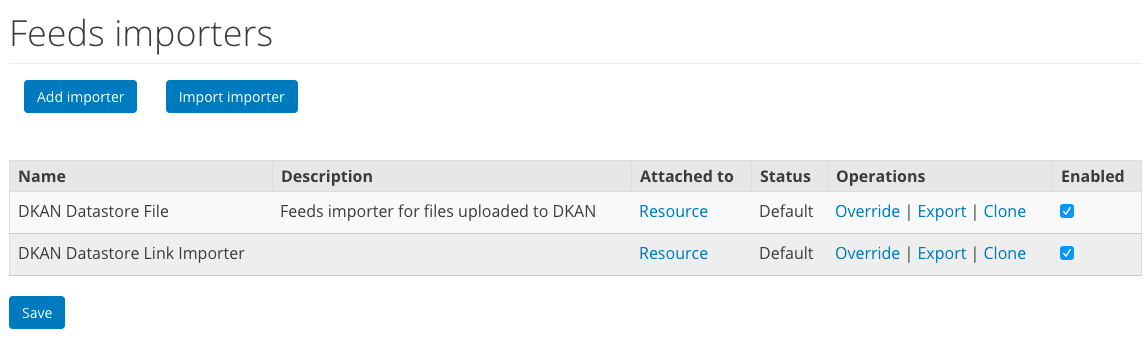 Feeds importers
Add importer Import importer
Name Description Attached to Status Operations Enabled
DKAN Datastore File Feeds importer for files uploaded to DKAN Resource Default Override | Export | Clone
DKAN Datastore Link Importer Resource Default Override | Export | Clone
Save